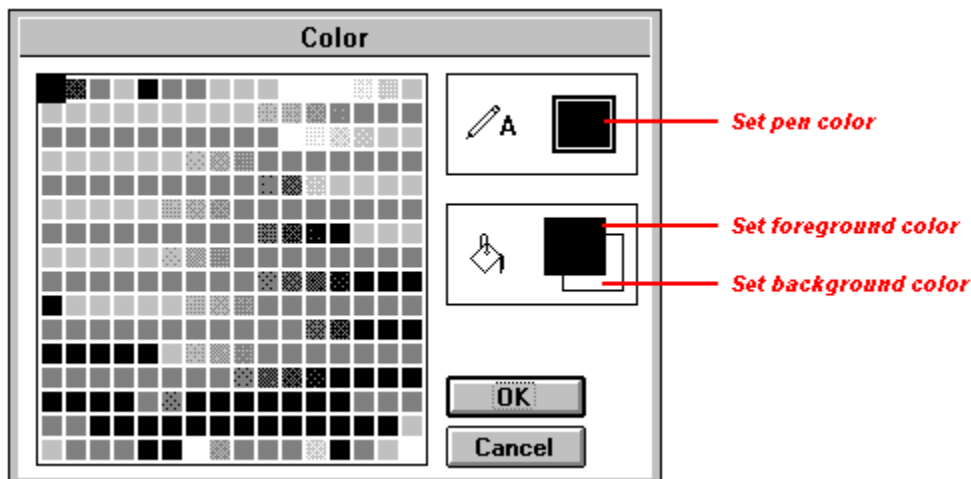 Color
A
Set pen color
Set foreground color
Set background color
OK
Cancel